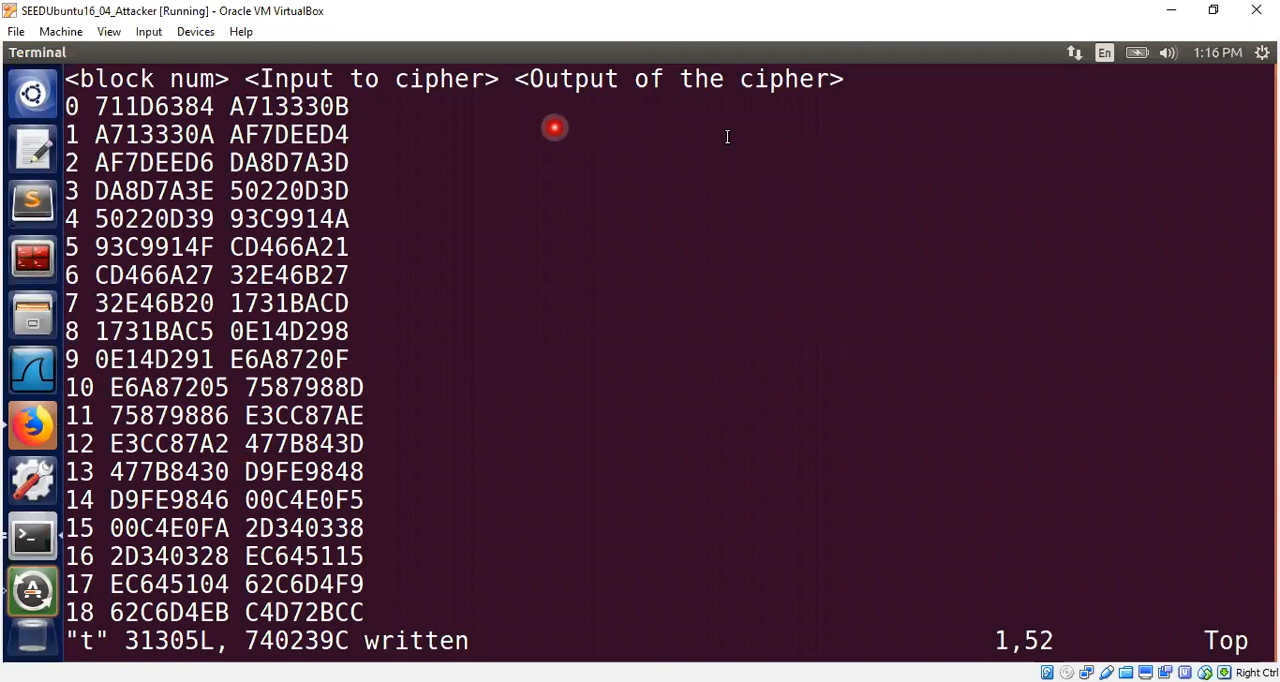 SEEDUbuntu16_04_Attacker [Running] - Oracle VM VirtualBox
File Machine View Input Devices Help
Terminal En 1:16 PM
<block num> <Input to cipher> <Output of the cipher>
0 711D6384 A713330B
1 A713330A AF7DEED4
2 AF7DEED6 DA8D7A3D
3 DA8D7A3E 50220D3D
4 50220D39 93C9914A
5 93C9914F CD466A21
6 CD466A27 32E46B27
7 32E46B20 1731BACD
8 1731BAC5 0E14D298
9 0E14D291 E6A8720F
10 E6A87205 7587988D
11 75879886 E3CC87AE
12 E3CC87A2 477B843D
13 477B8430 D9FE9848
14 D9FE9846 00C4E0F5
15 00C4E0FA 2D340338
16 2D340328 EC645115
17 EC645104 62C6D4F9
18 62C6D4EB C4D72BCC
"t" 31305L, 740239C written 1,52 Top
Right Ctrl